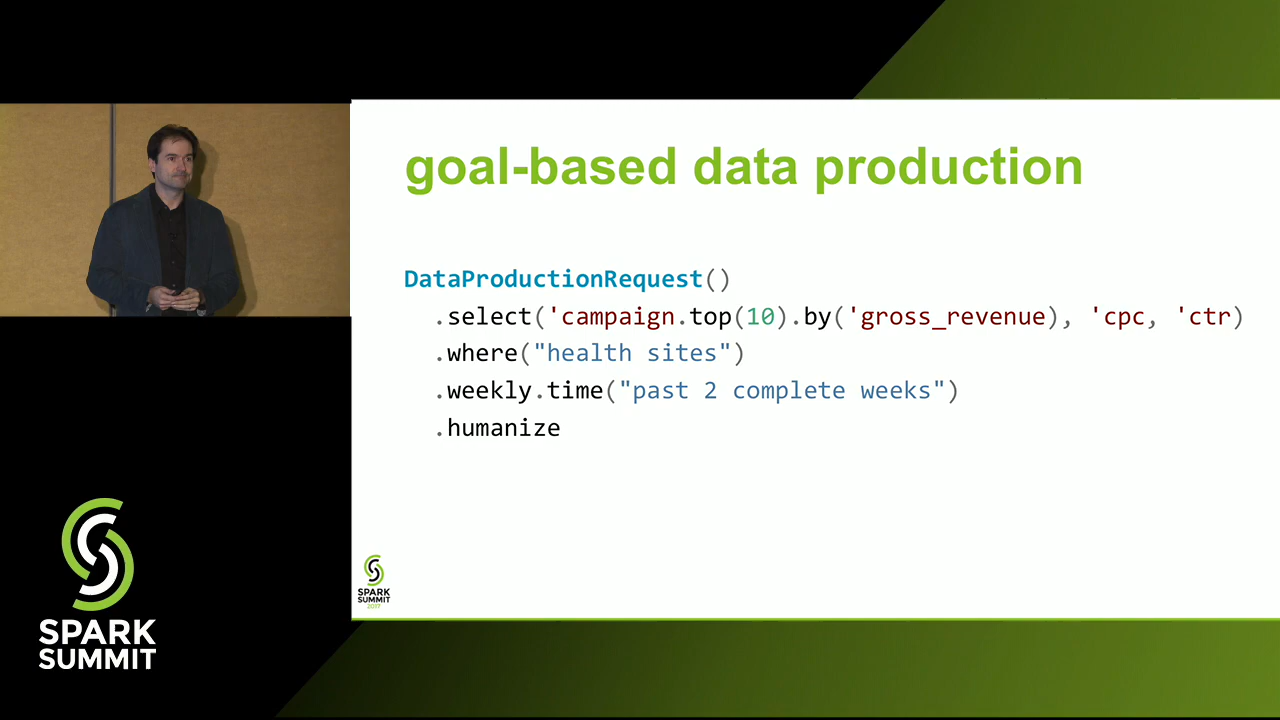 goal-based data production
DataProductionRequest()
.select('campaign.top(10).by('gross_revenue), 'cpc, 'ctr)
.where("health sites")
.weekly.time("past 2 complete weeks")
.humanize
SPARK
SUMMIT
2017
SPARK
SUMMIT